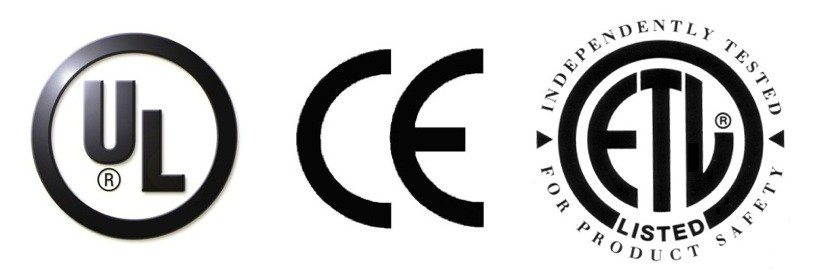 UL
®
CE
INDEPENDENTLY TESTED
ETL
®
LISTED
FOR PRODUCT SAFETY